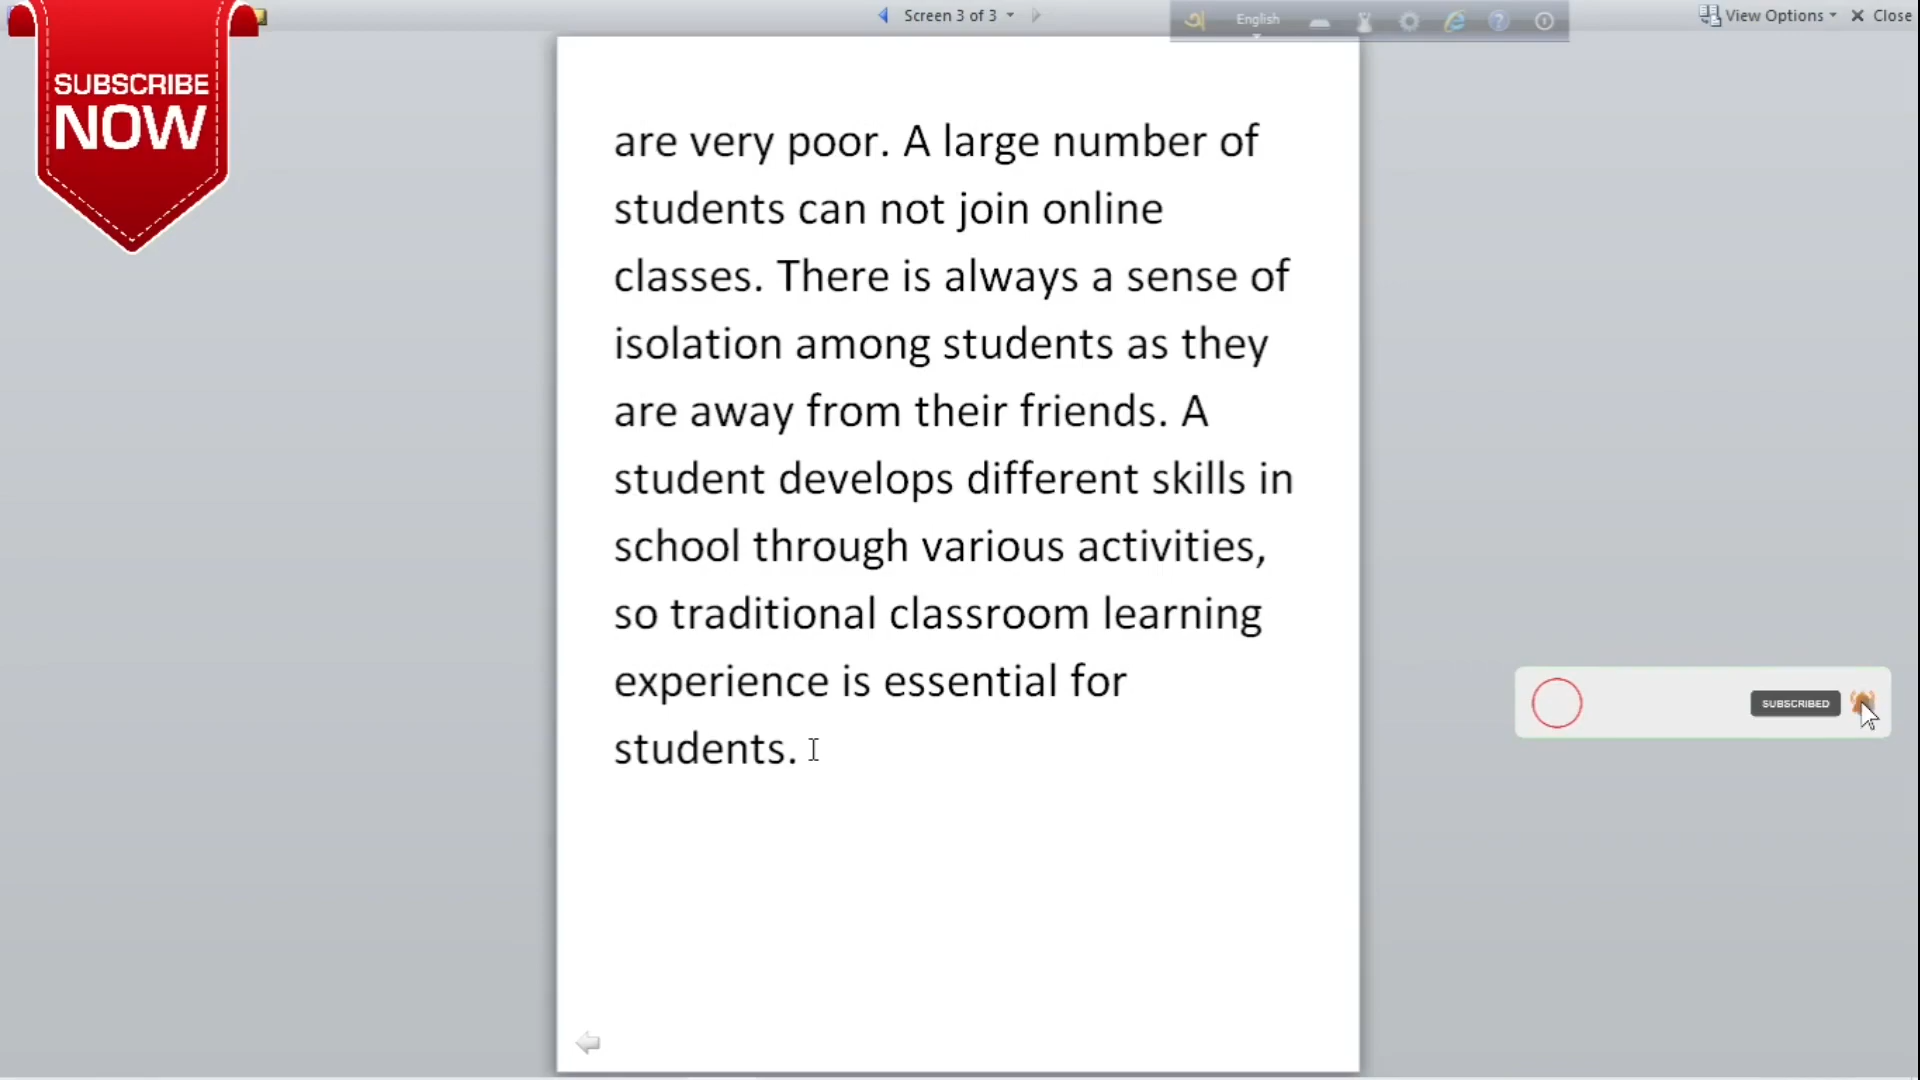 Screen 3 of 3
English
View Options
Close
SUBSCRIBE
NOW
are very poor. A large number of
students can not join online
classes. There is always a sense of
isolation among students as they
are away from their friends. A
student develops different skills in
school through various activities,
so traditional classroom learning
experience is essential for
students.
SUBSCRIBED